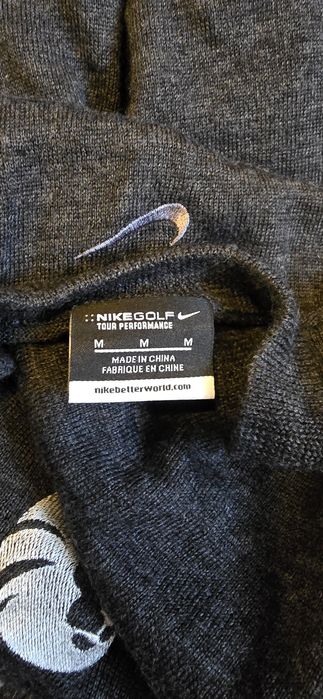 ::NIKEGOLF
TOUR PERFORMANCE
M M M
MADE IN CHINA
FABRIQUE EN CHINE
nikebetterworld.com